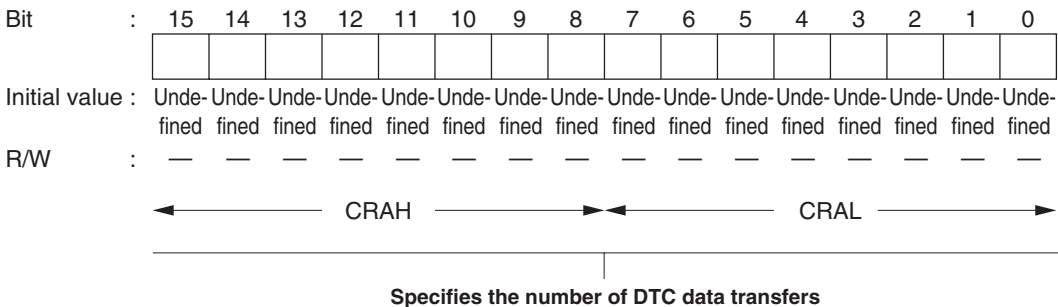 Bit : 15 14 13 12 11 10 9 8 7 6 5 4 3 2 1 0
Initial value : Unde- Unde- Unde- Unde- Unde- Unde- Unde- Unde- Unde- Unde- Unde- Unde- Unde- Unde- Unde- Unde-
fined fined fined fined fined fined fined fined fined fined fined fined fined fined fined fined
R/W : — — — — — — — — — — — — — — — —
CRAH CRAL
Specifies the number of DTC data transfers